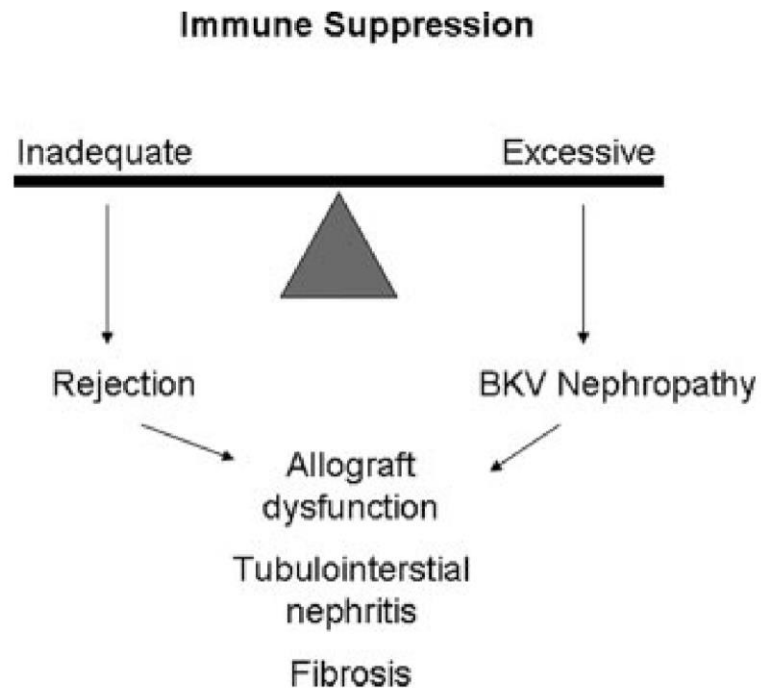 Immune Suppression
Inadequate
Excessive
Rejection
BKV Nephropathy
Allograft
dysfunction
Tubulointerstial
nephritis
Fibrosis